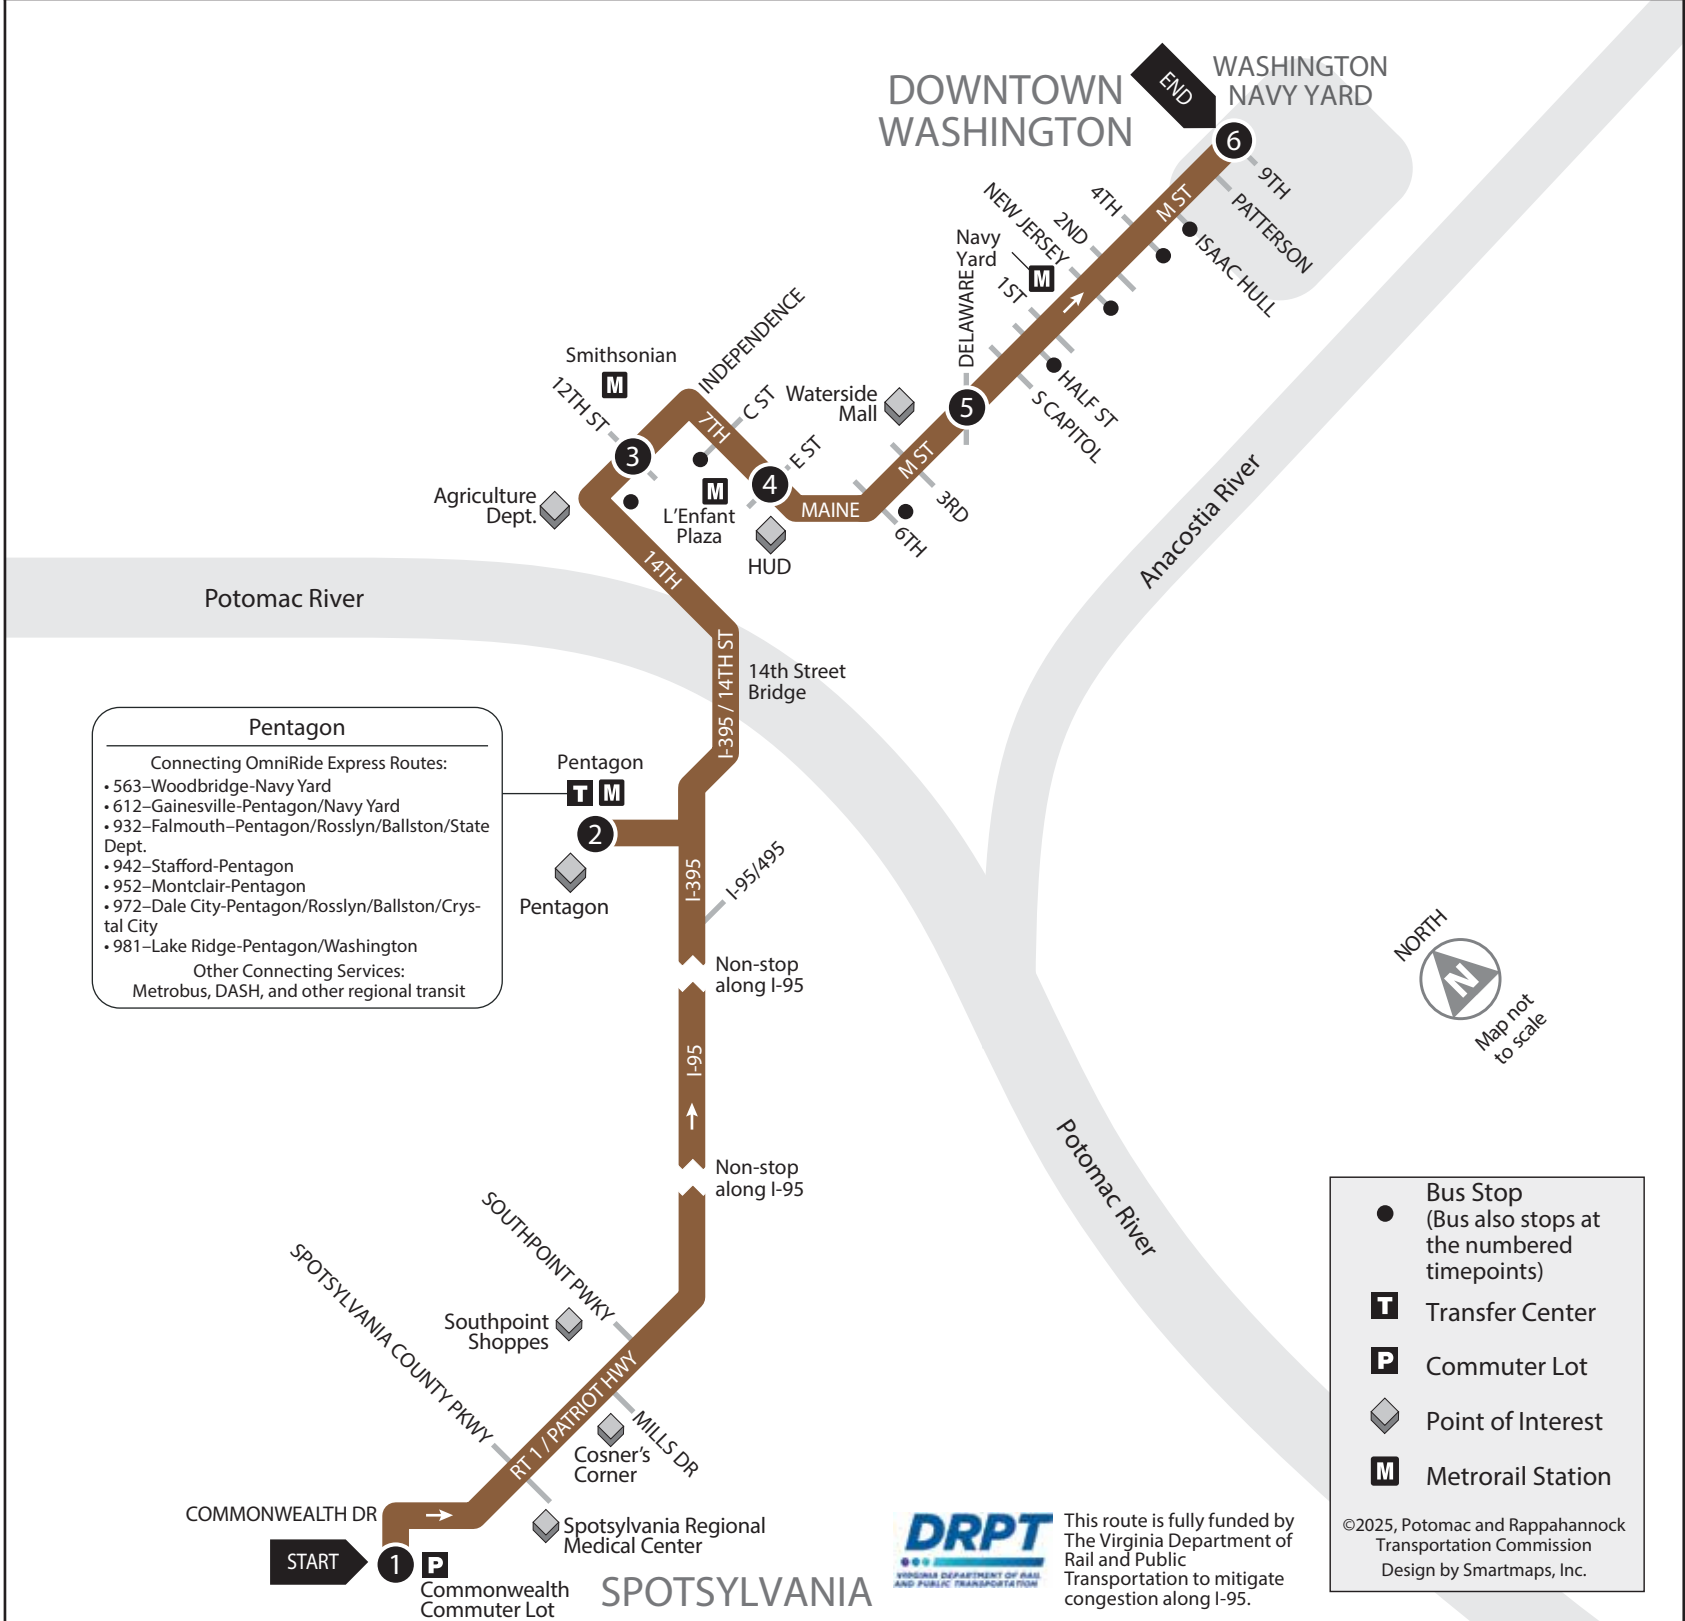 DOWNTOWN
WASHINGTON
END
WASHINGTON
NAVY YARD
6
9TH
PATTERSON
ISAAC HULL
M ST
4TH
2ND
NEW JERSEY
Navy
Yard
M
1ST
DELAWARE
HALF ST
S CAPITOL
5
Waterside
Mall
M ST
3RD
6TH
MAINE
INDEPENDENCE
Smithsonian
M
12TH ST
7TH
C ST
3
E ST
4
M
L'Enfant
Plaza
HUD
Agriculture
Dept.
14TH
Anacostia River
Potomac River
I-395 / 14TH ST
14th Street
Bridge
Pentagon
Connecting OmniRide Express Routes:
• 563–Woodbridge-Navy Yard
• 612–Gainesville-Pentagon/Navy Yard
• 932–Falmouth–Pentagon/Rosslyn/Ballston/State
Dept.
• 942–Stafford-Pentagon
• 952–Montclair-Pentagon
• 972–Dale City-Pentagon/Rosslyn/Ballston/Crys-
tal City
• 981–Lake Ridge-Pentagon/Washington
Other Connecting Services:
Metrobus, DASH, and other regional transit
Pentagon
T M
2
Pentagon
I-395
I-95/495
Non-stop
along I-95
I-95
Non-stop
along I-95
NORTH
N
Map not
to scale
Potomac River
SOUTHPOINT PWKY
SPOTSYLVANIA COUNTY PKWY
Southpoint
Shoppes
RT 1 / PATRIOT HWY
MILLS DR
Cosner's
Corner
COMMONWEALTH DR
START
1
P
Commonwealth
Commuter Lot
Spotsylvania Regional
Medical Center
SPOTSYLVANIA
DRPT
VIRGINIA DEPARTMENT OF RAIL
AND PUBLIC TRANSPORTATION
This route is fully funded by
The Virginia Department of
Rail and Public
Transportation to mitigate
congestion along I-95.
Bus Stop
(Bus also stops at
the numbered
timepoints)
T Transfer Center
P Commuter Lot
Point of Interest
M Metrorail Station
©2025, Potomac and Rappahannock
Transportation Commission
Design by Smartmaps, Inc.